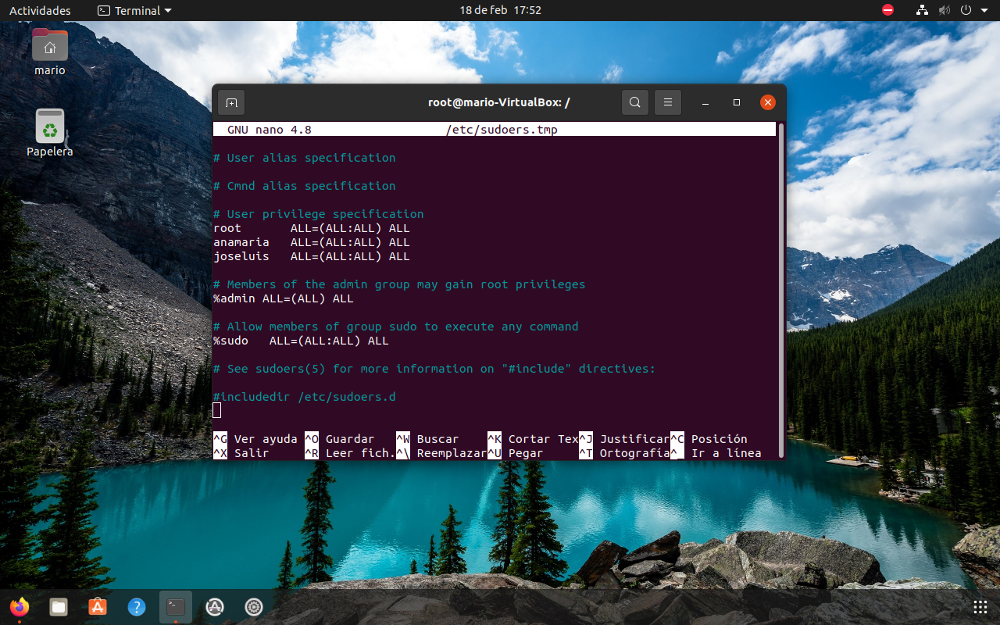 Actividades
Terminal
18 de feb 17:52
mario
Papelera
root@mario-VirtualBox: /
GNU nano 4.8 /etc/sudoers.tmp
# User alias specification
# Cmnd alias specification
# User privilege specification
root ALL=(ALL:ALL) ALL
anamaria ALL=(ALL:ALL) ALL
joseluis ALL=(ALL:ALL) ALL
# Members of the admin group may gain root privileges
%admin ALL=(ALL) ALL
# Allow members of group sudo to execute any command
%sudo ALL=(ALL:ALL) ALL
# See sudoers(5) for more information on "#include" directives:
#includedir /etc/sudoers.d
^G Ver ayuda ^O Guardar ^W Buscar ^K Cortar Tex^J Justificar^C Posición
^X Salir ^R Leer fich.^\ Reemplazar^U Pegar ^T Ortografía^_ Ir a línea